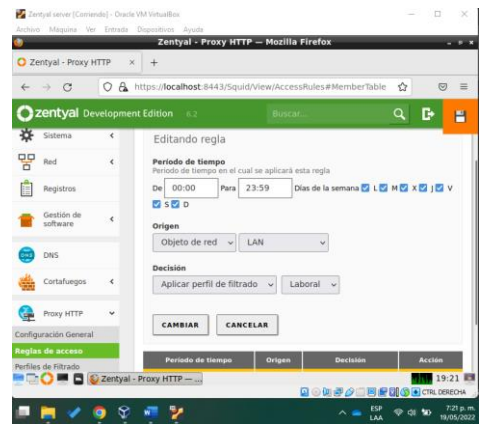 Zentyal server [Corriendo] - Oracle VM VirtualBox
Archivo Máquina Ver Entrada Dispositivos Ayuda
Zentyal - Proxy HTTP — Mozilla Firefox
Zentyal - Proxy HTTP × +
https://localhost:8443/Squid/View/AccessRules#MemberTable
zentyal Development Edition 6.2 Buscar...
Sistema
Red
Registros
Gestión de
software
DNS
Cortafuegos
Proxy HTTP
Configuración General
Reglas de acceso
Perfiles de Filtrado
Editando regla
Período de tiempo
Período de tiempo en el cual se aplicará esta regla
De 00:00 Para 23:59 Días de la semana L M X J V
S D
Origen
Objeto de red LAN
Decisión
Aplicar perfil de filtrado Laboral
CAMBIAR CANCELAR
Período de tiempo Origen Decisión Acción
Zentyal - Proxy HTTP — ... 19:21
CTRL DERECHA
ESP
LAA
7:21 p. m.
19/05/2022